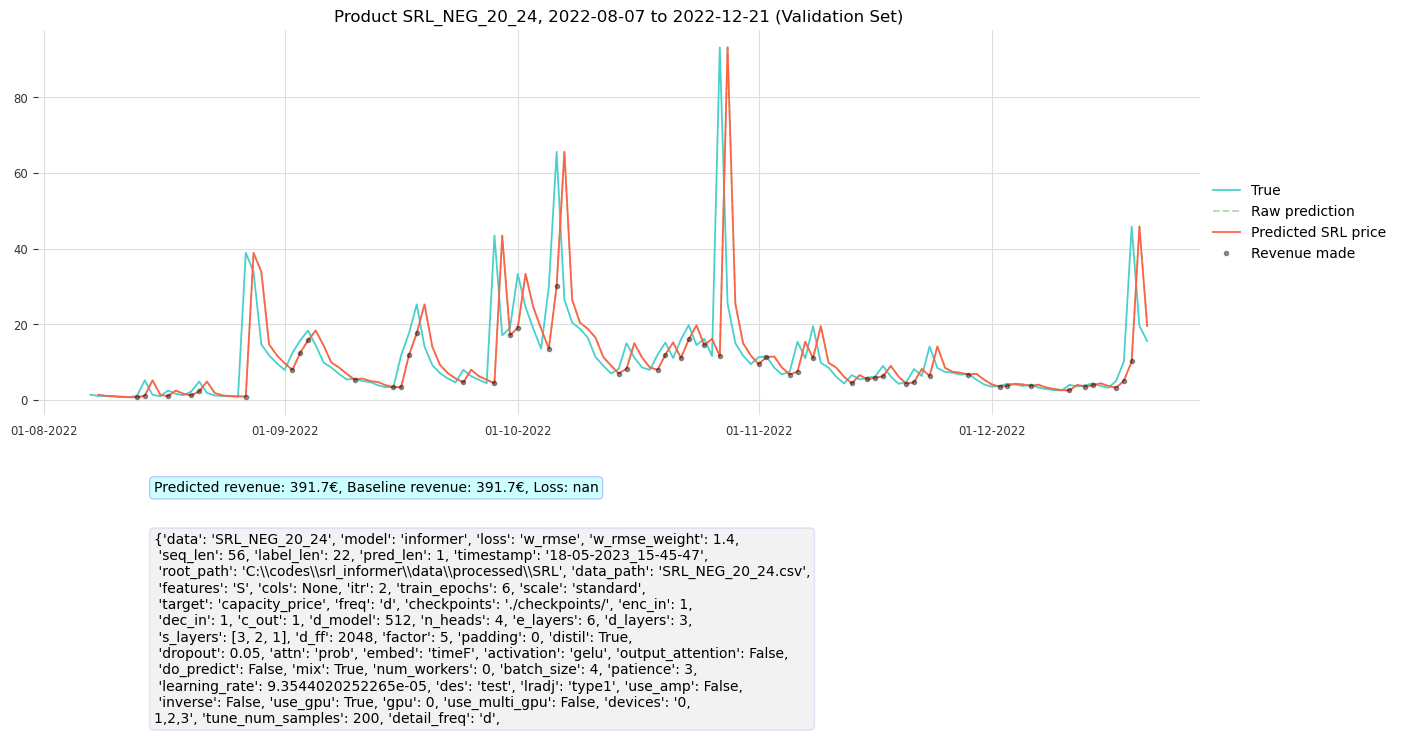 Product SRL_NEG_20_24, 2022-08-07 to 2022-12-21 (Validation Set)
80
60
40
20
0
01-08-2022 01-09-2022 01-10-2022 01-11-2022 01-12-2022
True
Raw prediction
Predicted SRL price
Revenue made
Predicted revenue: 391.7€, Baseline revenue: 391.7€, Loss: nan
{'data': 'SRL_NEG_20_24', 'model': 'informer', 'loss': 'w_rmse', 'w_rmse_weight': 1.4,
'seq_len': 56, 'label_len': 22, 'pred_len': 1, 'timestamp': '18-05-2023_15-45-47',
'root_path': 'C:\\codes\\srl_informer\\data\\processed\\SRL', 'data_path': 'SRL_NEG_20_24.csv',
'features': 'S', 'cols': None, 'itr': 2, 'train_epochs': 6, 'scale': 'standard',
'target': 'capacity_price', 'freq': 'd', 'checkpoints': './checkpoints/', 'enc_in': 1,
'dec_in': 1, 'c_out': 1, 'd_model': 512, 'n_heads': 4, 'e_layers': 6, 'd_layers': 3,
's_layers': [3, 2, 1], 'd_ff': 2048, 'factor': 5, 'padding': 0, 'distil': True,
'dropout': 0.05, 'attn': 'prob', 'embed': 'timeF', 'activation': 'gelu', 'output_attention': False,
'do_predict': False, 'mix': True, 'num_workers': 0, 'batch_size': 4, 'patience': 3,
'learning_rate': 9.3544020252265e-05, 'des': 'test', 'lradj': 'type1', 'use_amp': False,
'inverse': False, 'use_gpu': True, 'gpu': 0, 'use_multi_gpu': False, 'devices': '0,
1,2,3', 'tune_num_samples': 200, 'detail_freq': 'd',